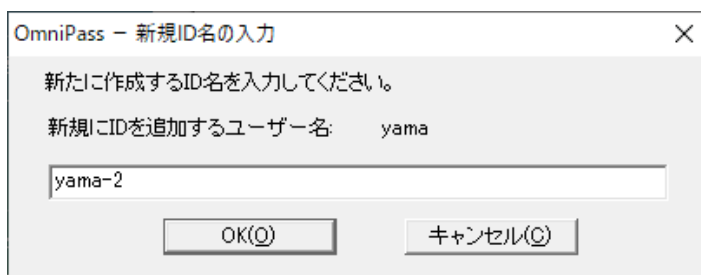 OmniPass － 新規ID名の入力
新たに作成するID名を入力してください。
新規にIDを追加するユーザー名: yama
yama-2
OK(O) キャンセル(C)